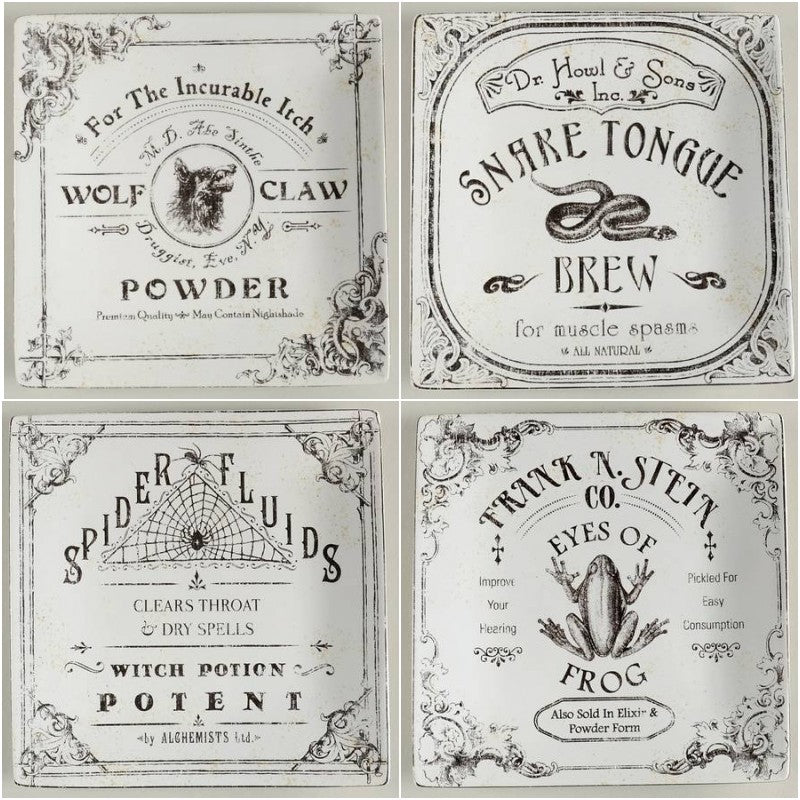 For The Incurable Itch
M.D. Abe Sinthe
WOLF CLAW
Druggist, Eve, N.Y.
POWDER
Premium Quality May Contain Nightshade
Dr. Howl & Sons
Inc.
SNAKE TONGUE
BREW
for muscle spasms
ALL NATURAL
SPIDER FLUIDS
CLEARS THROAT
& DRY SPELLS
WITCH POTION
POTENT
by ALCHEMISTS Ltd.
FRANK N. STEIN
CO.
EYES OF
Improve
Your
Hearing
Pickled For
Easy
Consumption
FROG
Also Sold In Elixir &
Powder Form